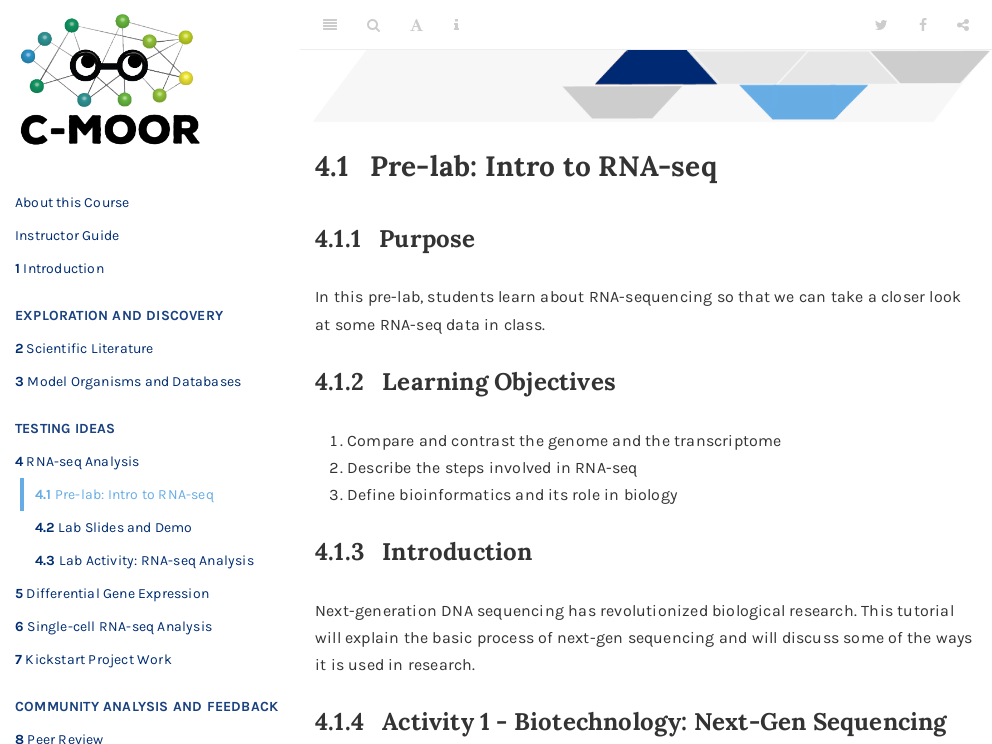 C-MOOR
About this Course
Instructor Guide
1 Introduction
EXPLORATION AND DISCOVERY
2 Scientific Literature
3 Model Organisms and Databases
TESTING IDEAS
4 RNA-seq Analysis
4.1 Pre-lab: Intro to RNA-seq
4.2 Lab Slides and Demo
4.3 Lab Activity: RNA-seq Analysis
5 Differential Gene Expression
6 Single-cell RNA-seq Analysis
7 Kickstart Project Work
COMMUNITY ANALYSIS AND FEEDBACK
8 Peer Review
A
4.1 Pre-lab: Intro to RNA-seq
4.1.1 Purpose
In this pre-lab, students learn about RNA-sequencing so that we can take a closer look
at some RNA-seq data in class.
4.1.2 Learning Objectives
1. Compare and contrast the genome and the transcriptome
2. Describe the steps involved in RNA-seq
3. Define bioinformatics and its role in biology
4.1.3 Introduction
Next-generation DNA sequencing has revolutionized biological research. This tutorial
will explain the basic process of next-gen sequencing and will discuss some of the ways
it is used in research.
4.1.4 Activity 1 - Biotechnology: Next-Gen Sequencing